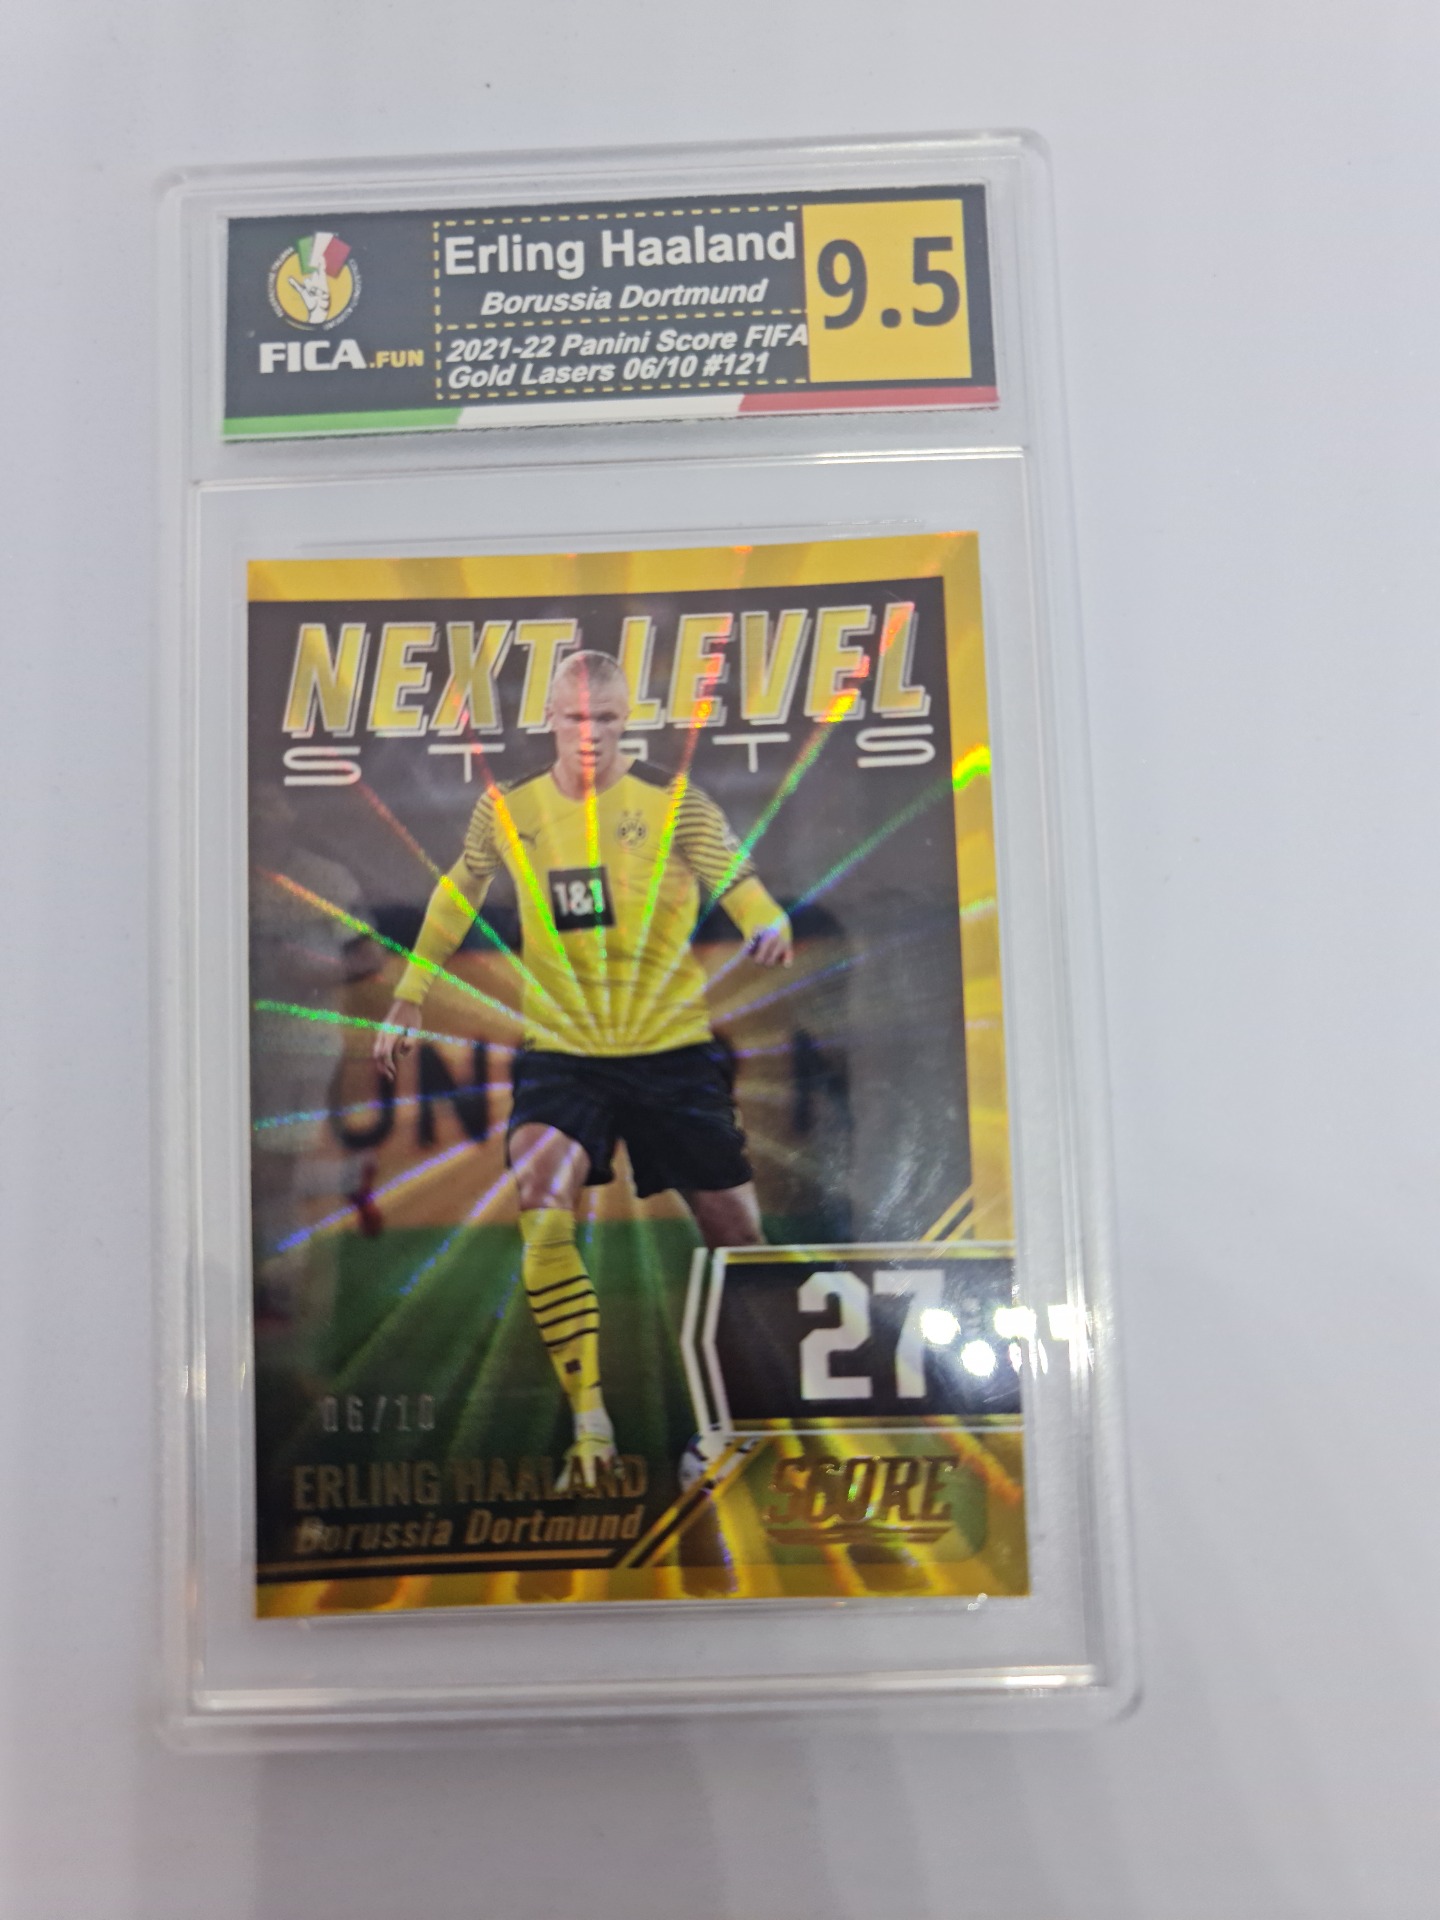 Erling Haaland
Borussia Dortmund
2021-22 Panini Score FIFA
Gold Lasers 06/10 #121
9.5
FICA.FUN
NEXT LEVEL
STATS
1&1
UN
27
06/10
ERLING HAALAND
Borussia Dortmund
SCORE